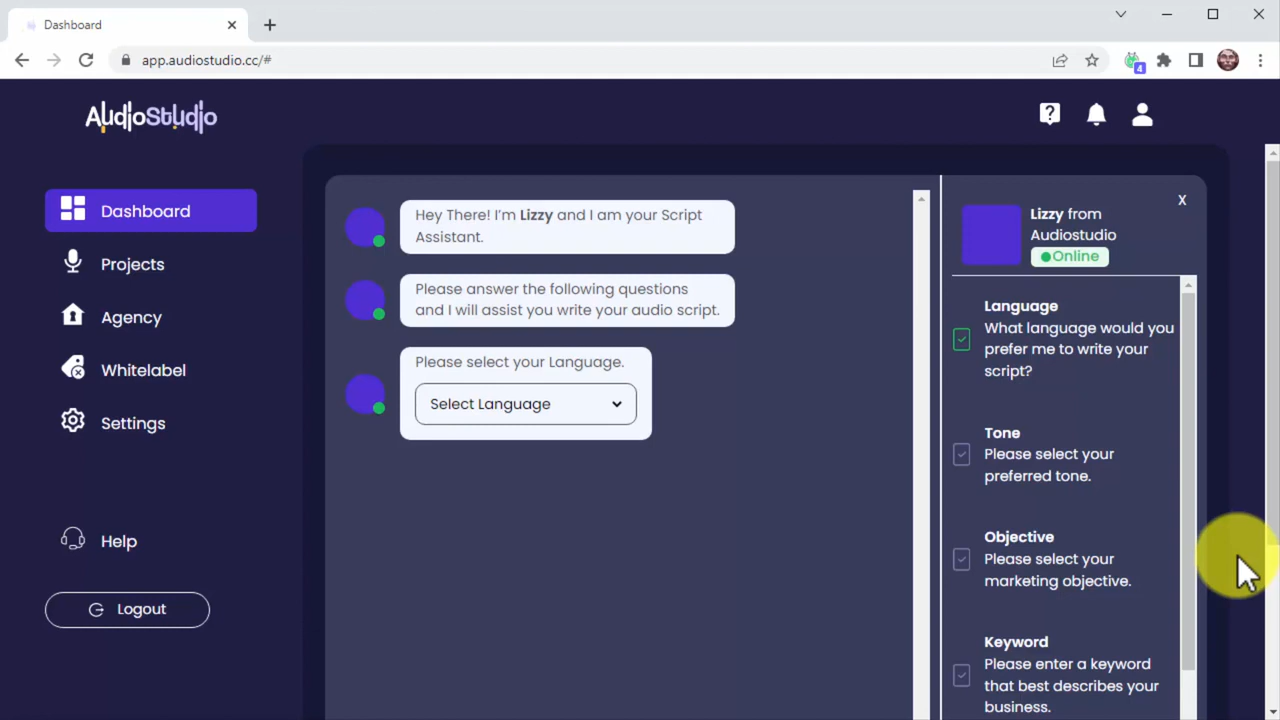 Dashboard
app.audiostudio.cc/#
4
AudioStudio
Dashboard
Projects
Agency
Whitelabel
Settings
Help
Logout
Hey There! I'm Lizzy and I am your Script
Assistant.
Please answer the following questions
and I will assist you write your audio script.
Please select your Language.
Select Language
X
Lizzy from
Audiostudio
Online
Language
What language would you
prefer me to write your
script?
Tone
Please select your
preferred tone.
Objective
Please select your
marketing objective.
Keyword
Please enter a keyword
that best describes your
business.